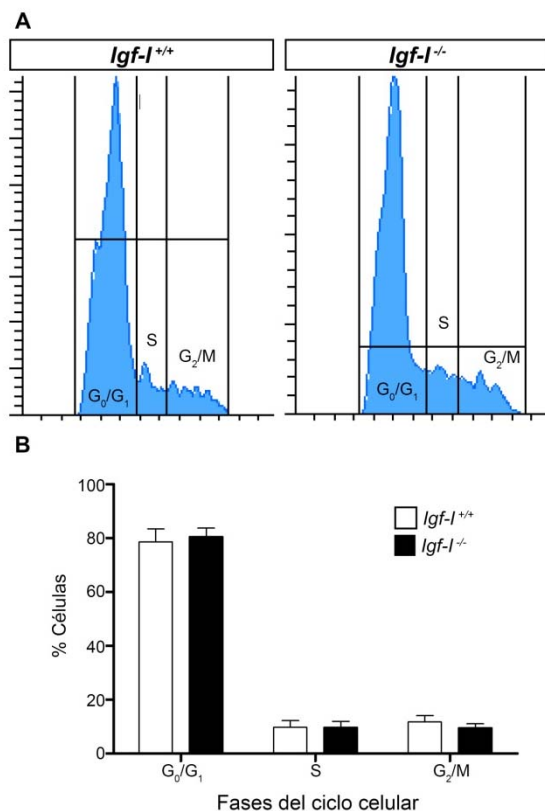 A
Igf-I +/+
Igf-I -/-
S
G₂/M
G₀/G₁
S
G₂/M
G₀/G₁
B
100
80
60
40
20
0
% Células
Igf-I +/+
Igf-I -/-
G₀/G₁
S
G₂/M
Fases del ciclo celular